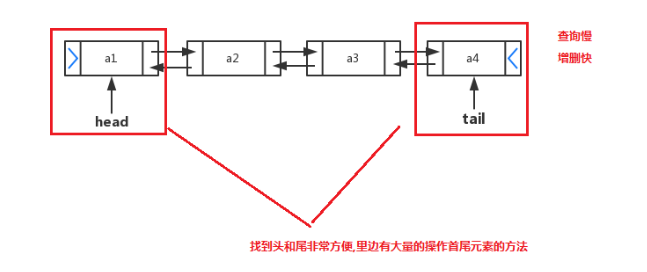 查询慢
增删快
a1 a2 a3 a4
head tail
找到头和尾非常方便,里边有大量的操作首尾元素的方法